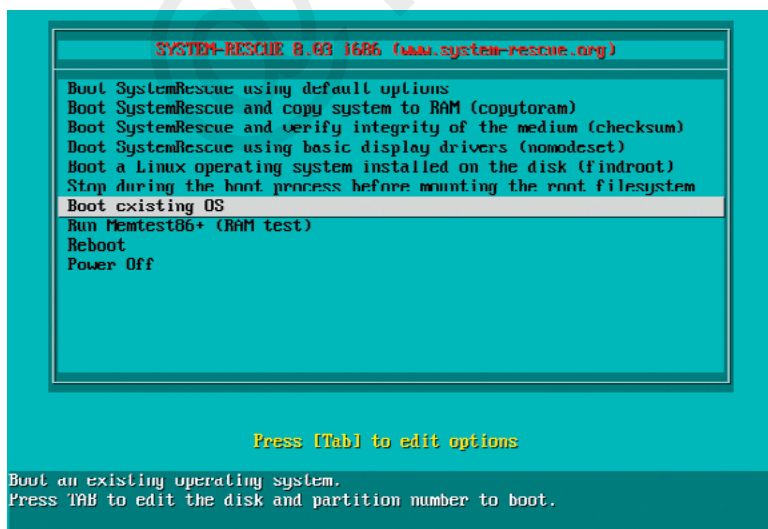 SYSTEM-RESCUE 8.03 i686 (www.system-rescue.org)
Boot SystemRescue using default options
Boot SystemRescue and copy system to RAM (copytoram)
Boot SystemRescue and verify integrity of the medium (checksum)
Boot SystemRescue using basic display drivers (nomodeset)
Boot a Linux operating system installed on the disk (findroot)
Stop during the boot process before mounting the root filesystem
Boot existing OS
Run Memtest86+ (RAM test)
Reboot
Power Off
Press [Tab] to edit options
Boot an existing operating system.
Press TAB to edit the disk and partition number to boot.